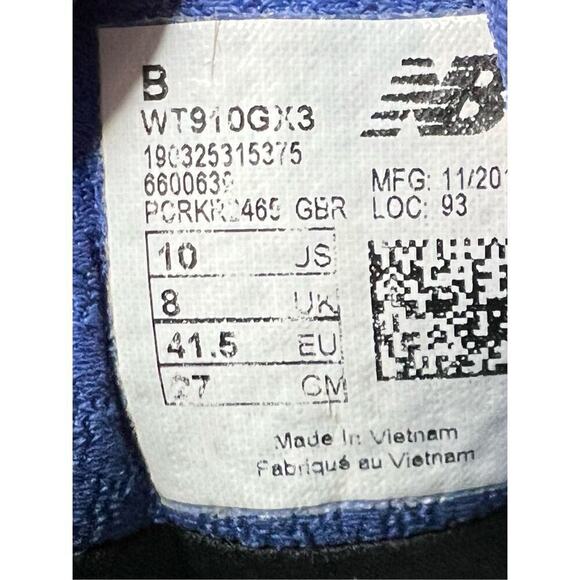 B
NB
WT910GX3
190325315375
6600639
PCRKR2465 GBR
MFG: 11/201
LOC: 93
10 US
8 UK
41.5 EU
27 CM
Made In Vietnam
Fabriqué au Vietnam